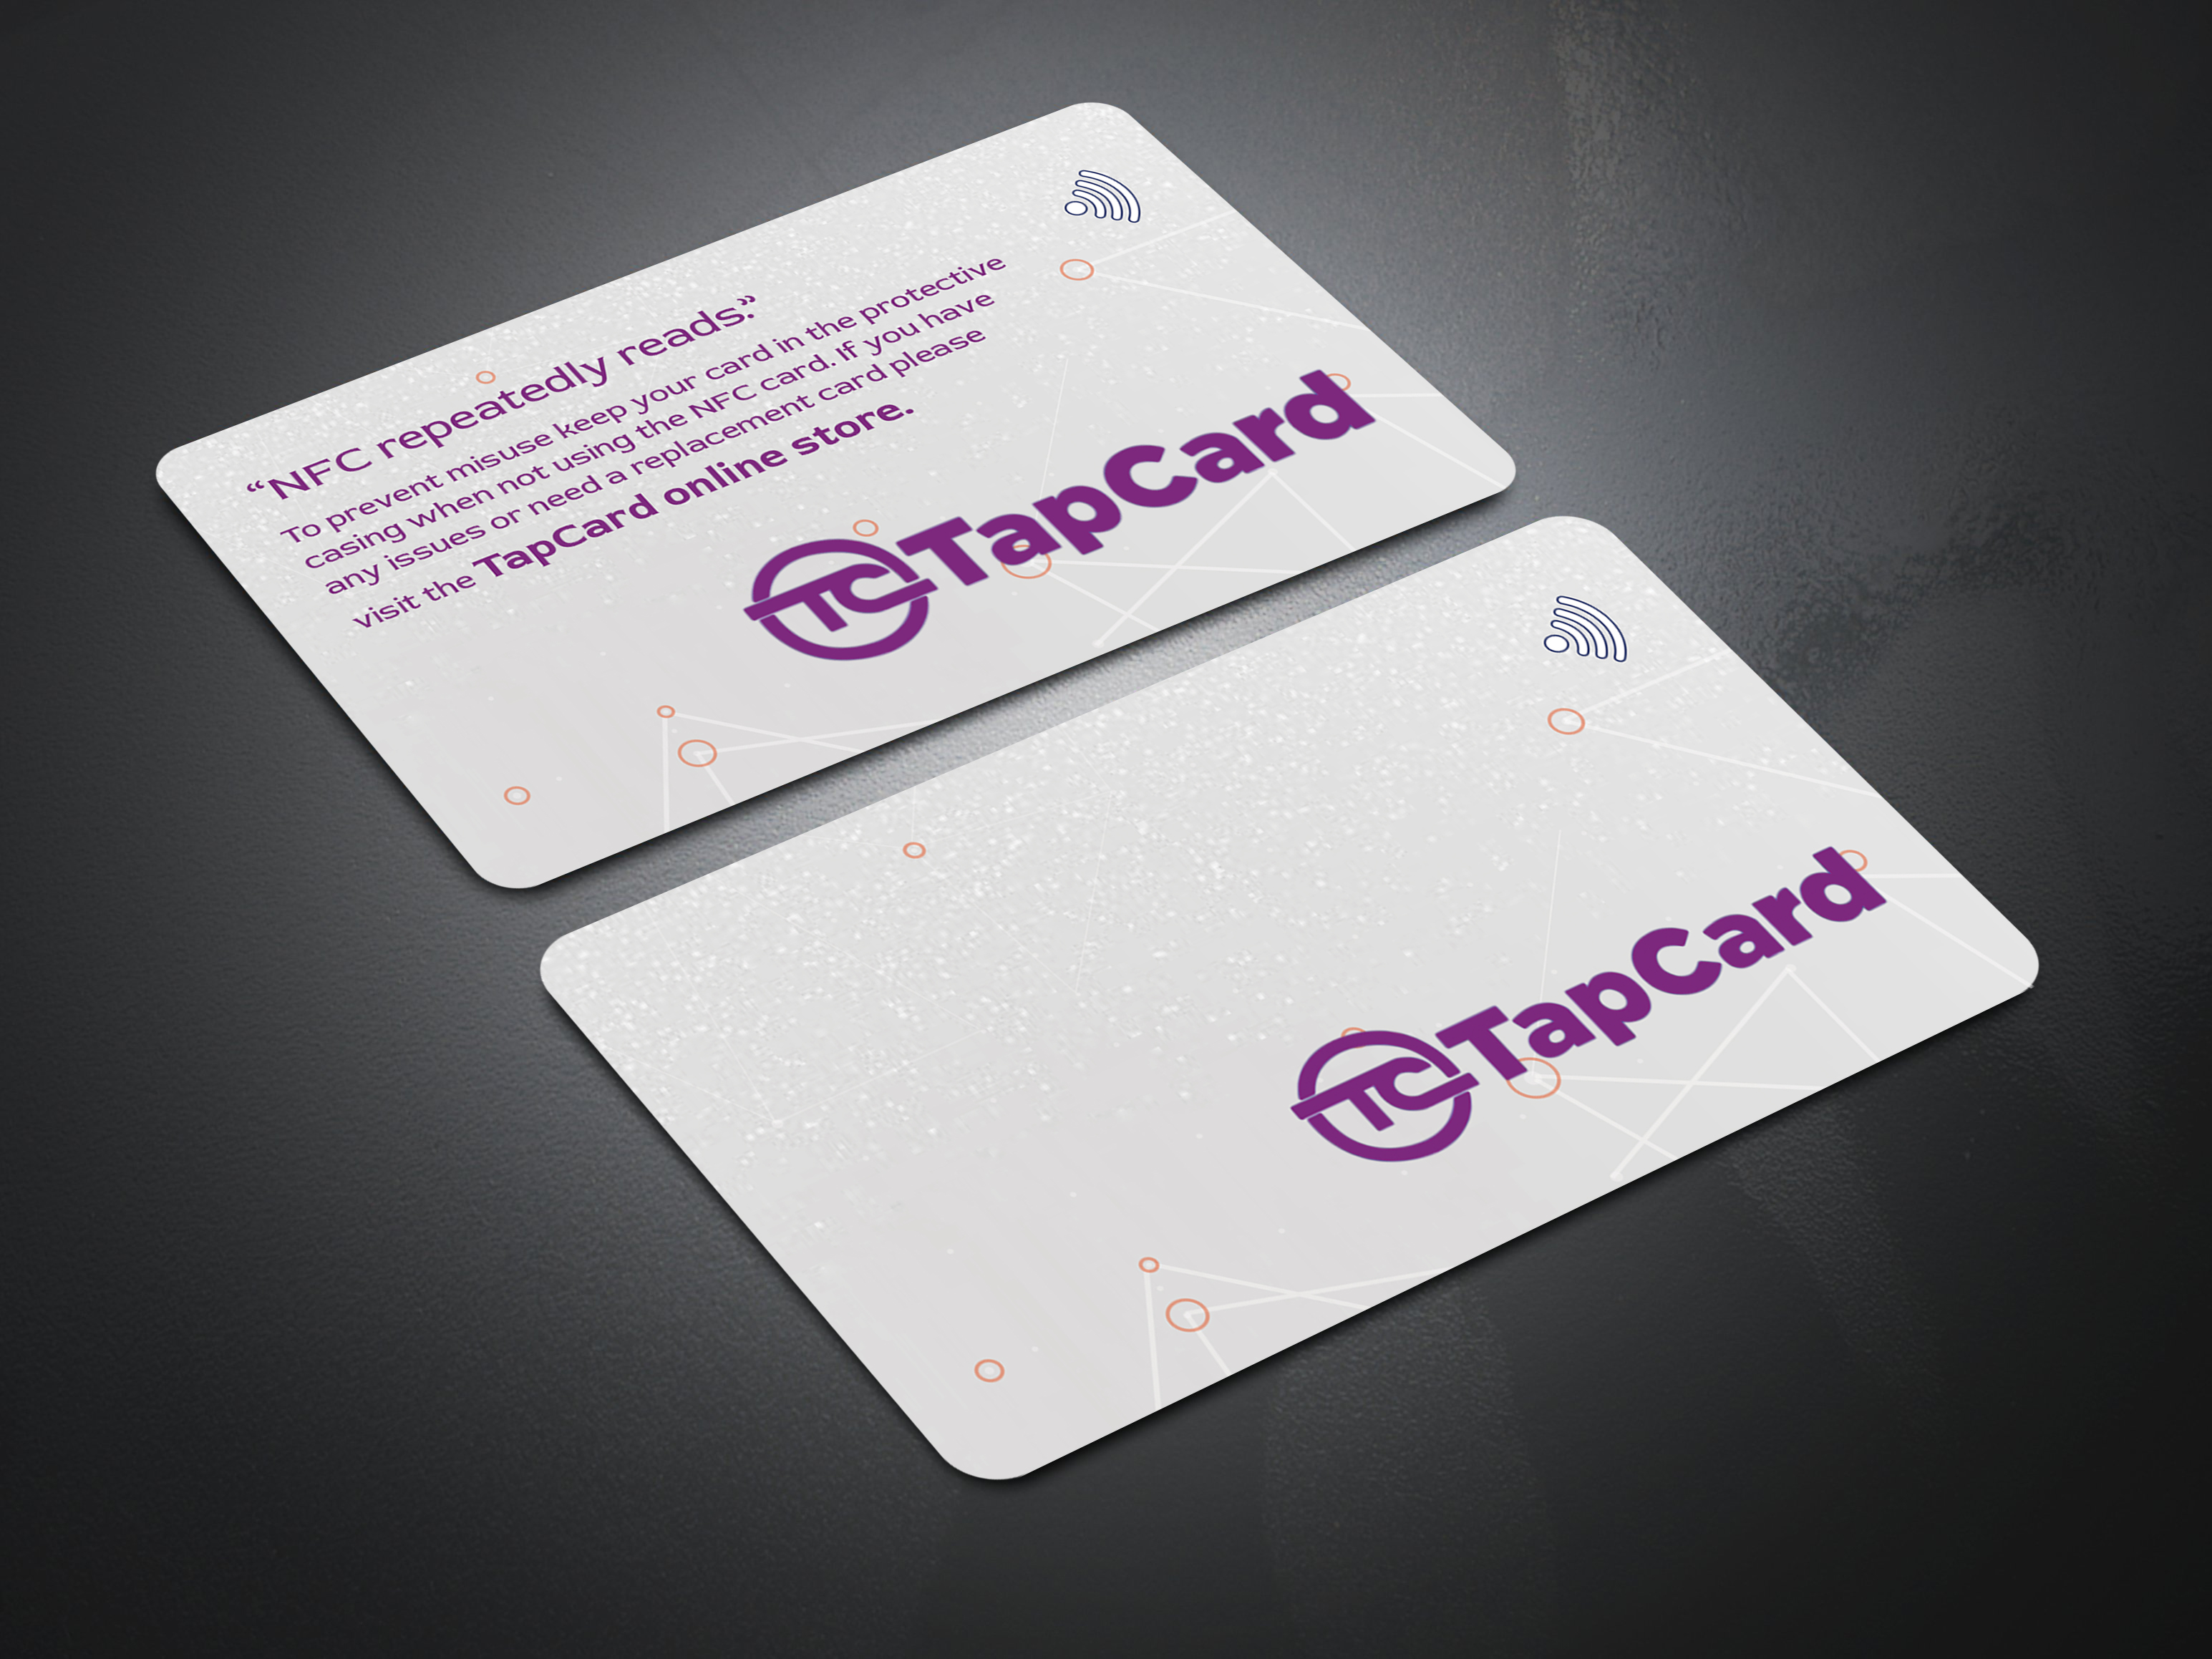 “NFC repeatedly reads.”
To prevent misuse keep your card in the protective
casing when not using the NFC card. If you have
any issues or need a replacement card please
visit the TapCard online store.
TC TapCard
TC TapCard